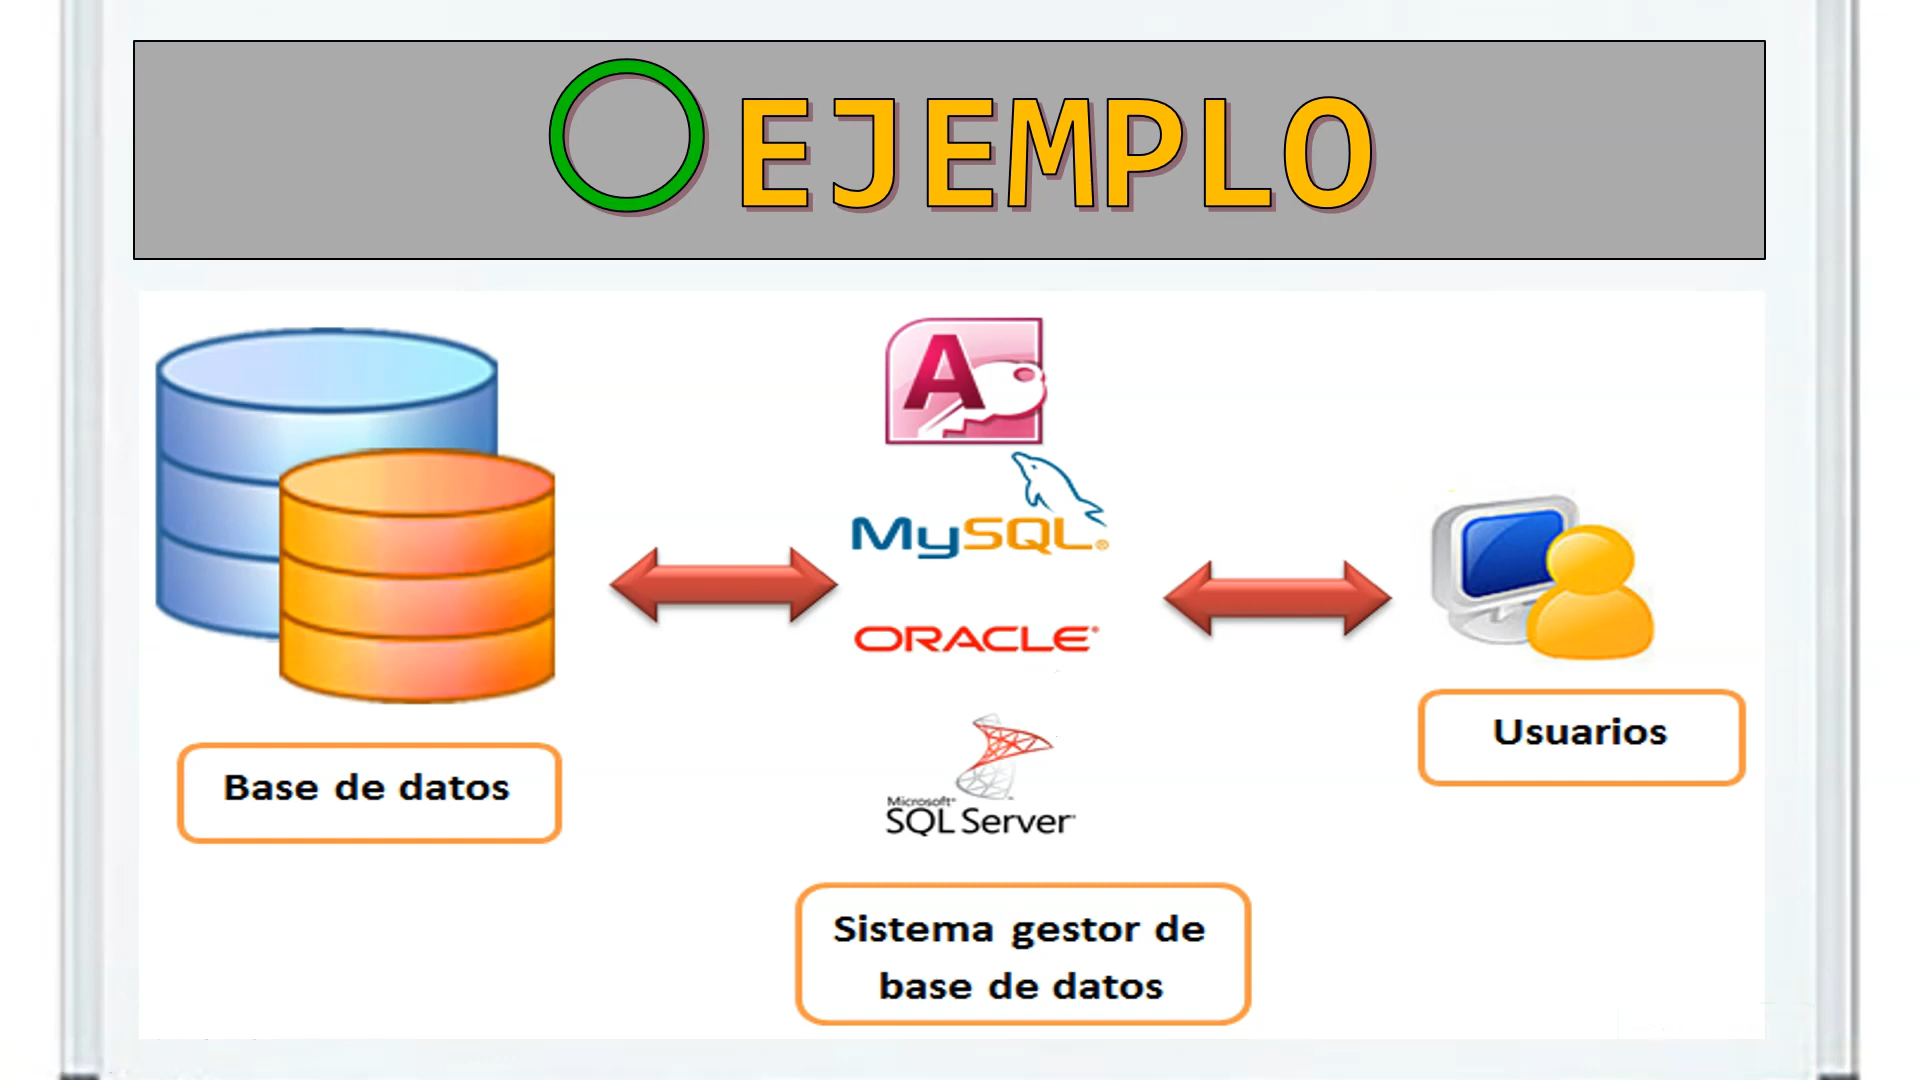 EJEMPLO
A
MySQL®
ORACLE®
Microsoft®
SQL Server®
Base de datos
Usuarios
Sistema gestor de
base de datos